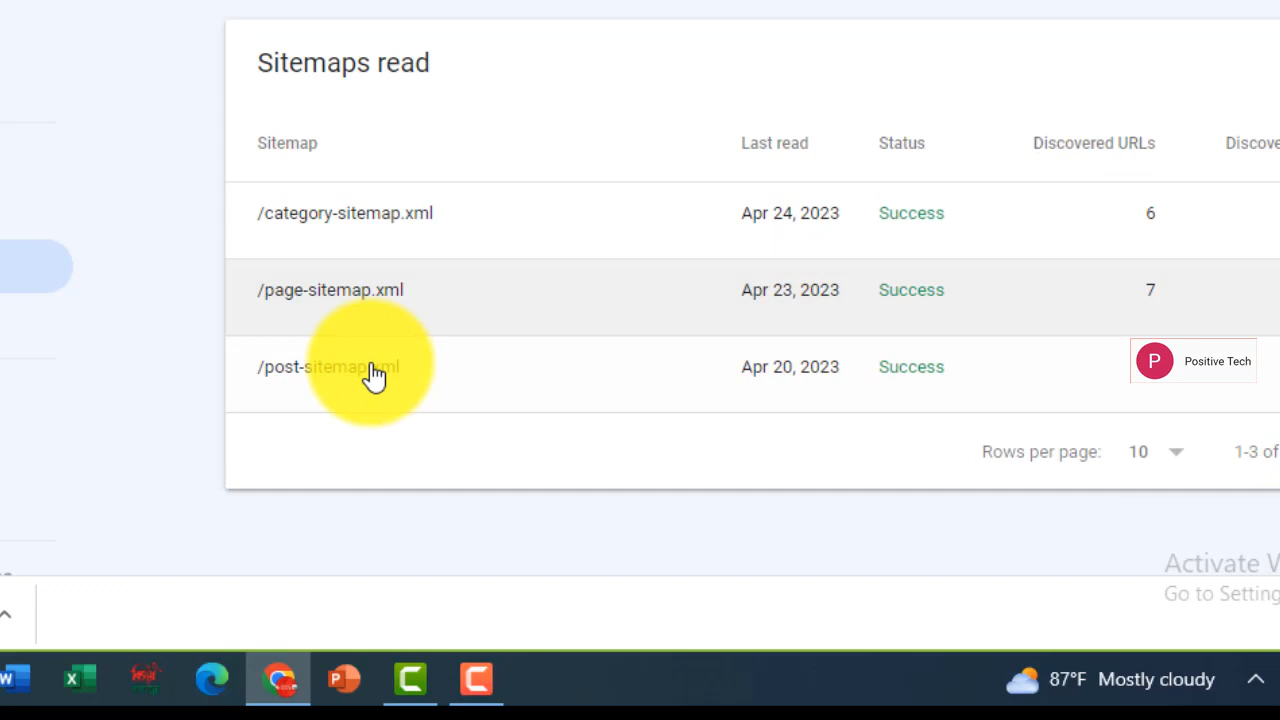 Sitemaps read
Sitemap Last read Status Discovered URLs Discove
/category-sitemap.xml Apr 24, 2023 Success 6
/page-sitemap.xml Apr 23, 2023 Success 7
/post-sitemap.xml Apr 20, 2023 Success
P Positive Tech
Rows per page: 10 1-3 of
Activate W
Go to Setting
87°F Mostly cloudy